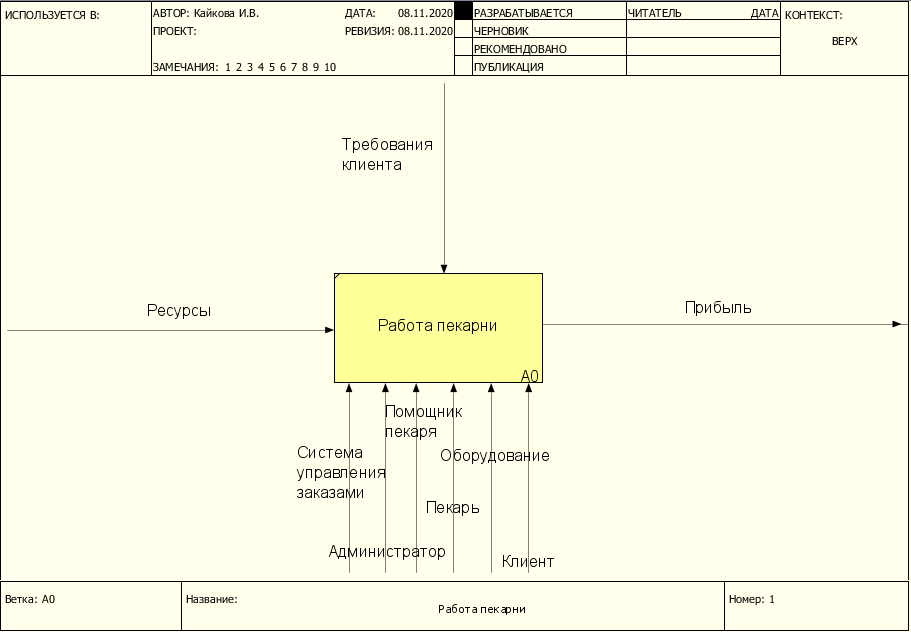 ИСПОЛЬЗУЕТСЯ В:
АВТОР: Кайкова И.В.
ДАТА: 08.11.2020
ПРОЕКТ:
РЕВИЗИЯ: 08.11.2020
ЗАМЕЧАНИЯ: 1 2 3 4 5 6 7 8 9 10
РАЗРАБАТЫВАЕТСЯ
ЧЕРНОВИК
РЕКОМЕНДОВАНО
ПУБЛИКАЦИЯ
ЧИТАТЕЛЬ
ДАТА
КОНТЕКСТ:
ВЕРХ
Требования
клиента
Ресурсы
Прибыль
Работа пекарни
A0
Помощник
пекаря
Система
управления
заказами
Оборудование
Пекарь
Администратор
Клиент
Ветка: A0
Название:
Работа пекарни
Номер: 1